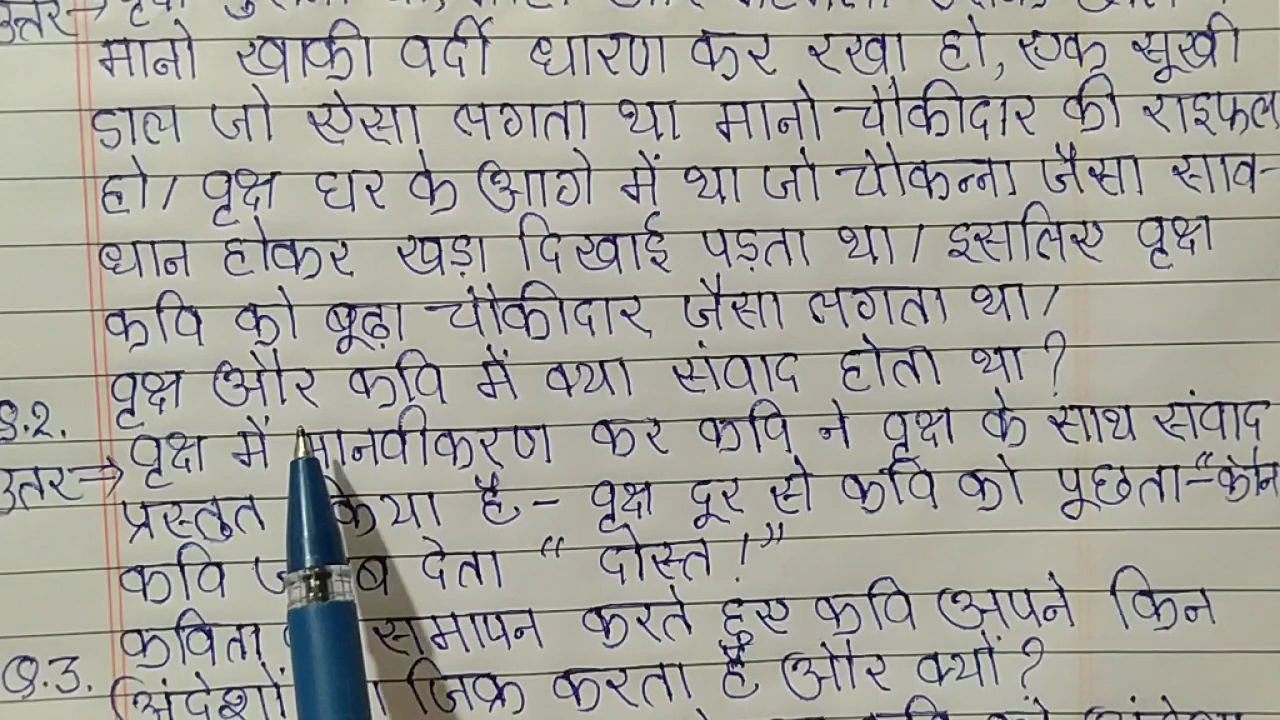 उत्तर→
मानो खाकी वर्दी धारण कर रखा हो, एक सूखी
डाल जो ऐसा लगता था मानो चौकीदार की राइफल
हो। वृक्ष घर के आगे में था जो चौकन्ना जैसा साव-
धान होकर खड़ा दिखाई पड़ता था। इसलिए वृक्ष
कवि को बूढ़ा चौकीदार जैसा लगता था।
Q.2. वृक्ष और कवि में क्या संवाद होता था?
उतर→ वृक्ष में मानवीकरण कर कवि ने वृक्ष के साथ संवाद
प्रस्तुत किया है- वृक्ष दूर से कवि को पूछता-“कौन
कवि देता “ दोस्त!”
कविता समापन करते हुए कवि अपने किन
Q.3. अंदेशों जिक्र करता है और क्यों?